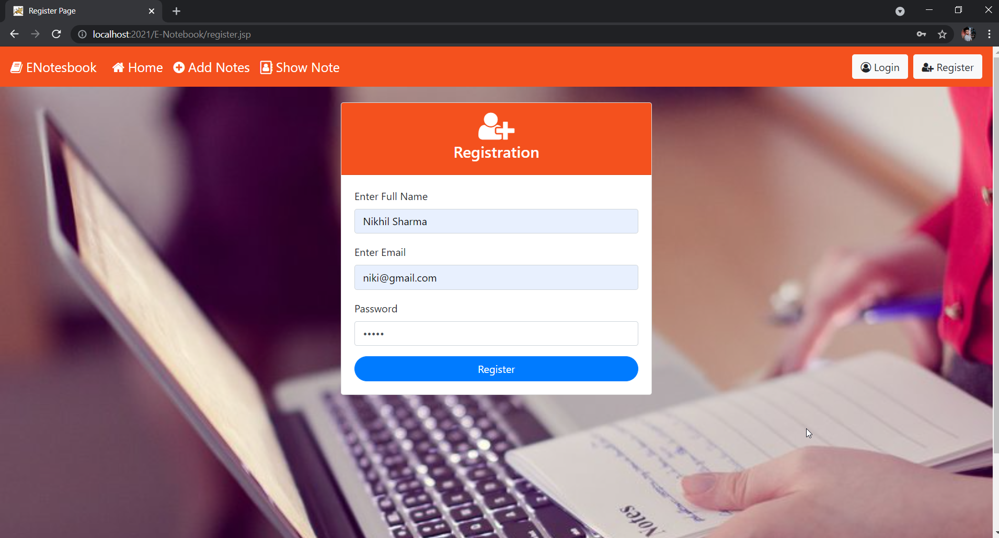 Register Page
localhost:2021/E-Notebook/register.jsp
ENotesbook Home Add Notes Show Note Login Register
Registration
Enter Full Name
Nikhil Sharma
Enter Email
niki@gmail.com
Password
•••••
Register
Notes